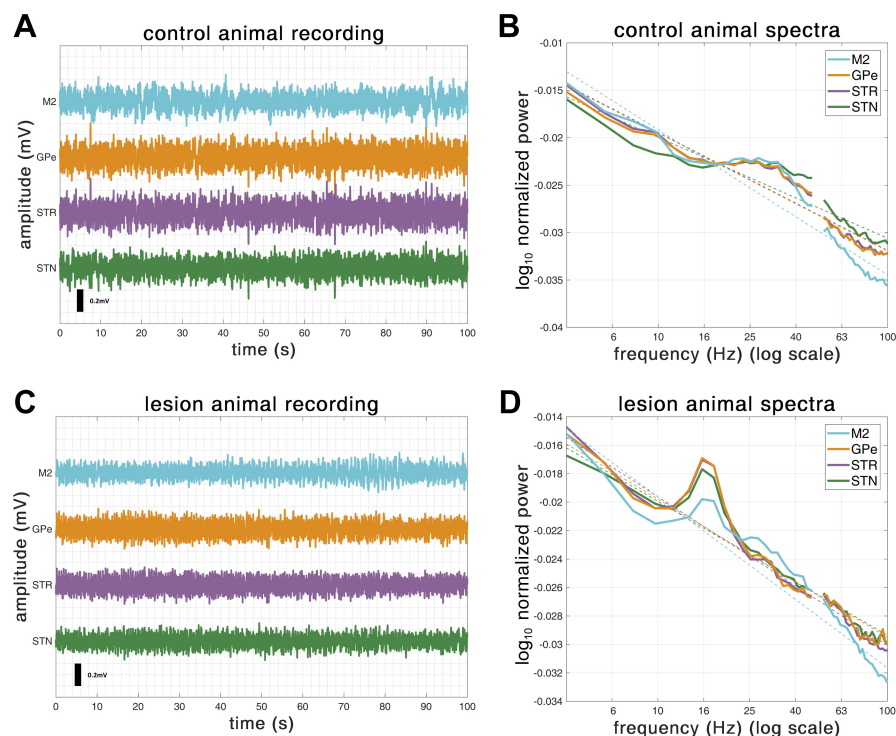 A
control animal recording
amplitude (mV)
M2
GPe
STR
STN
0.2mV
0 10 20 30 40 50 60 70 80 90 100
time (s)
B
control animal spectra
log10 normalized power
-0.01
-0.015
-0.02
-0.025
-0.03
-0.035
-0.04
M2
GPe
STR
STN
6 10 16 25 40 63 100
frequency (Hz) (log scale)
C
lesion animal recording
amplitude (mV)
M2
GPe
STR
STN
0.2mV
0 10 20 30 40 50 60 70 80 90 100
time (s)
D
lesion animal spectra
log10 normalized power
-0.014
-0.016
-0.018
-0.02
-0.022
-0.024
-0.026
-0.028
-0.03
-0.032
-0.034
M2
GPe
STR
STN
6 10 16 25 40 63 100
frequency (Hz) (log scale)